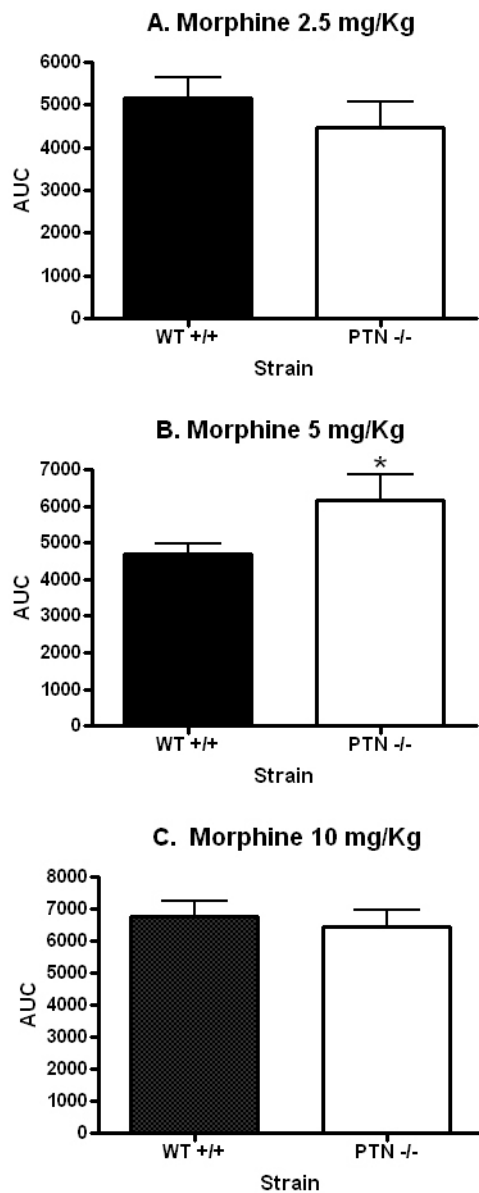 A. Morphine 2.5 mg/Kg
6000
5000
4000
3000
2000
1000
0
AUC
WT +/+ PTN -/-
Strain
B. Morphine 5 mg/Kg
*
7000
6000
5000
4000
3000
2000
1000
0
AUC
WT +/+ PTN -/-
Strain
C. Morphine 10 mg/Kg
8000
7000
6000
5000
4000
3000
2000
1000
0
AUC
WT +/+ PTN -/-
Strain